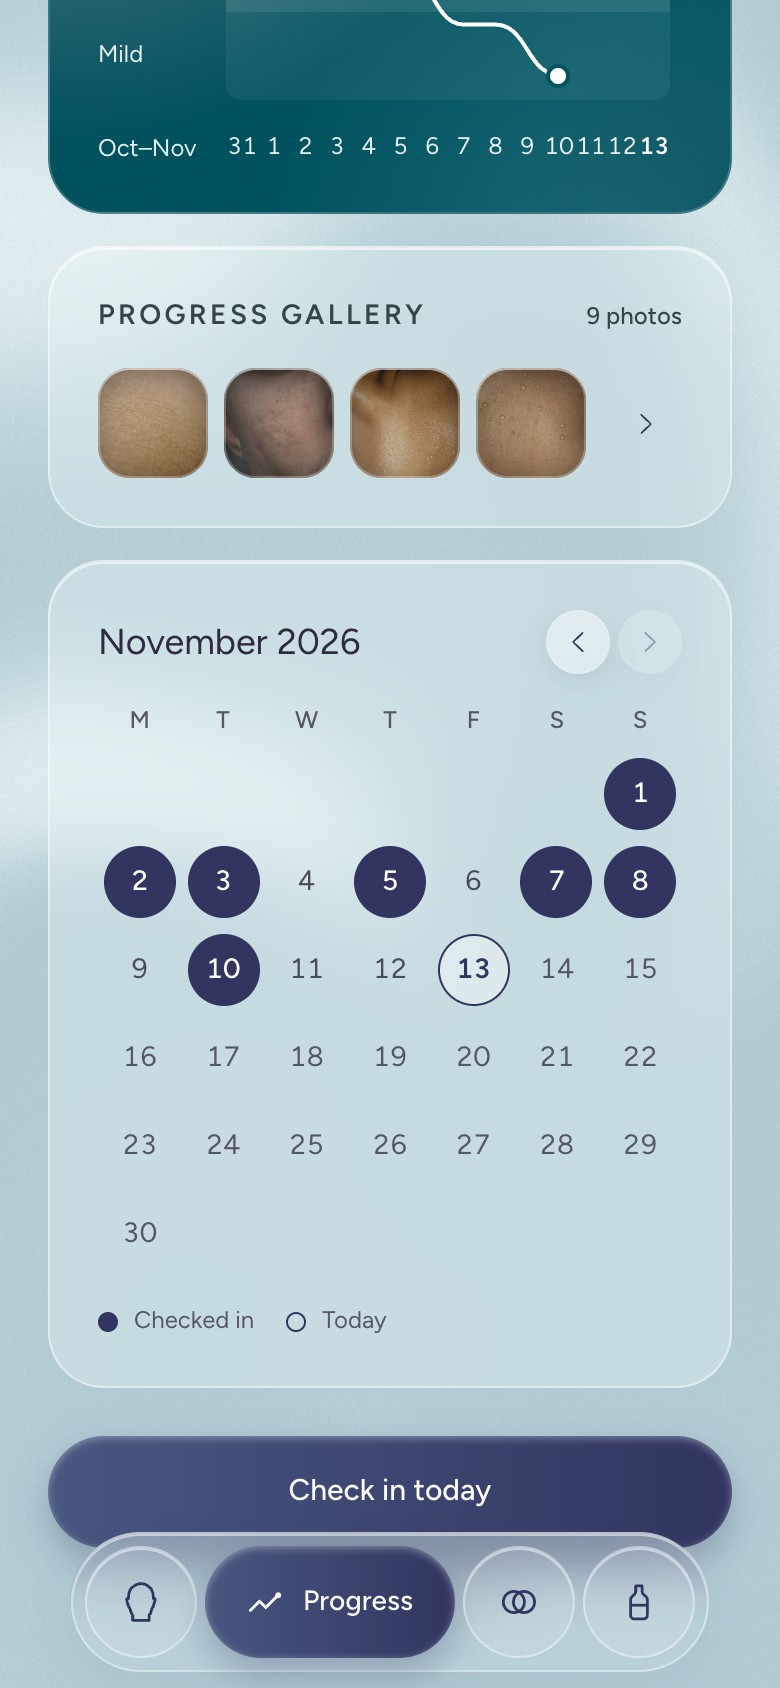 Mild
Oct–Nov 31 1 2 3 4 5 6 7 8 9 10 11 12 13
PROGRESS GALLERY 9 photos
November 2026
M T W T F S S
1
2 3 4 5 6 7 8
9 10 11 12 13 14 15
16 17 18 19 20 21 22
23 24 25 26 27 28 29
30
Checked in Today
Check in today
Progress